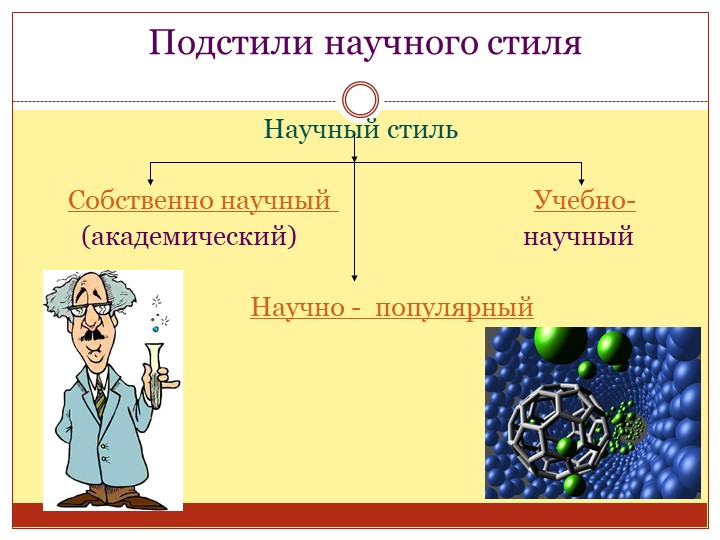 Подстили научного стиля
Научный стиль
Собственно научный
(академический)
Учебно-
научный
Научно - популярный